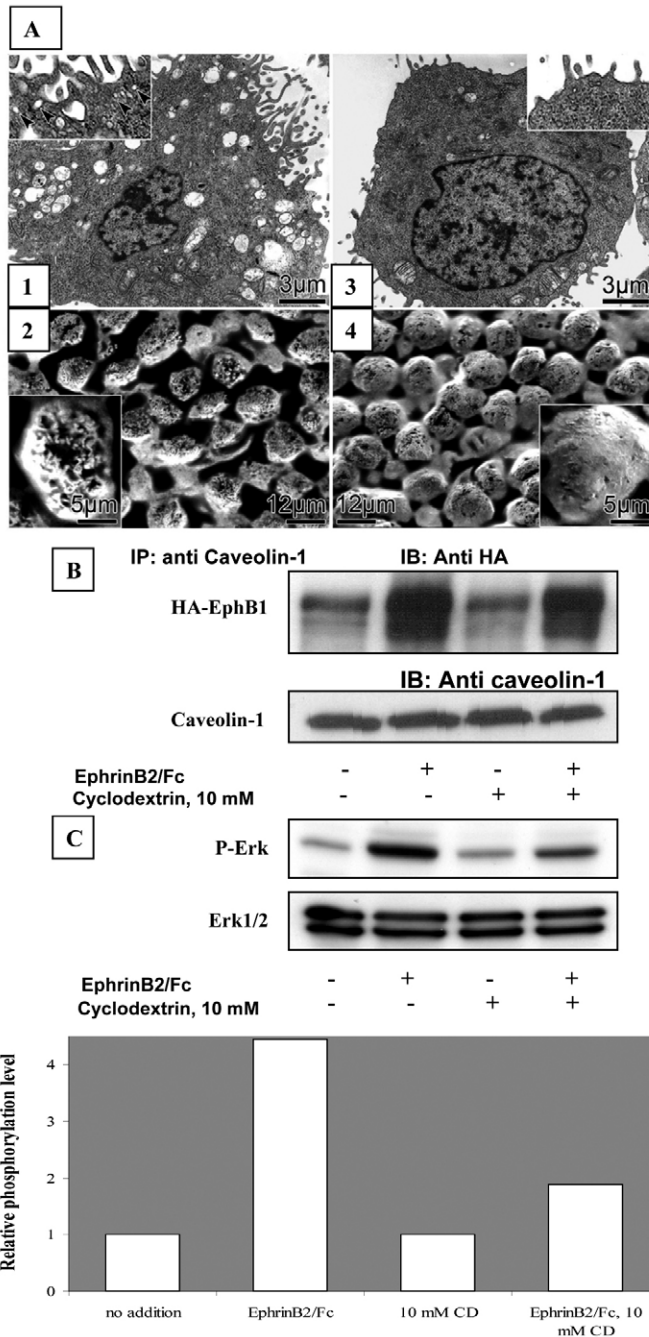 A
1
3µm
3
3µm
2
5µm
12µm
4
12µm
5µm
B
IP: anti Caveolin-1 IB: Anti HA
HA-EphB1
IB: Anti caveolin-1
Caveolin-1
EphrinB2/Fc - + - +
Cyclodextrin, 10 mM - - + +
C
P-Erk
Erk1/2
EphrinB2/Fc - + - +
Cyclodextrin, 10 mM - - + +
Relative phosphorylation level
4
3
2
1
0
no addition EphrinB2/Fc 10 mM CD EphrinB2/Fc, 10
mM CD